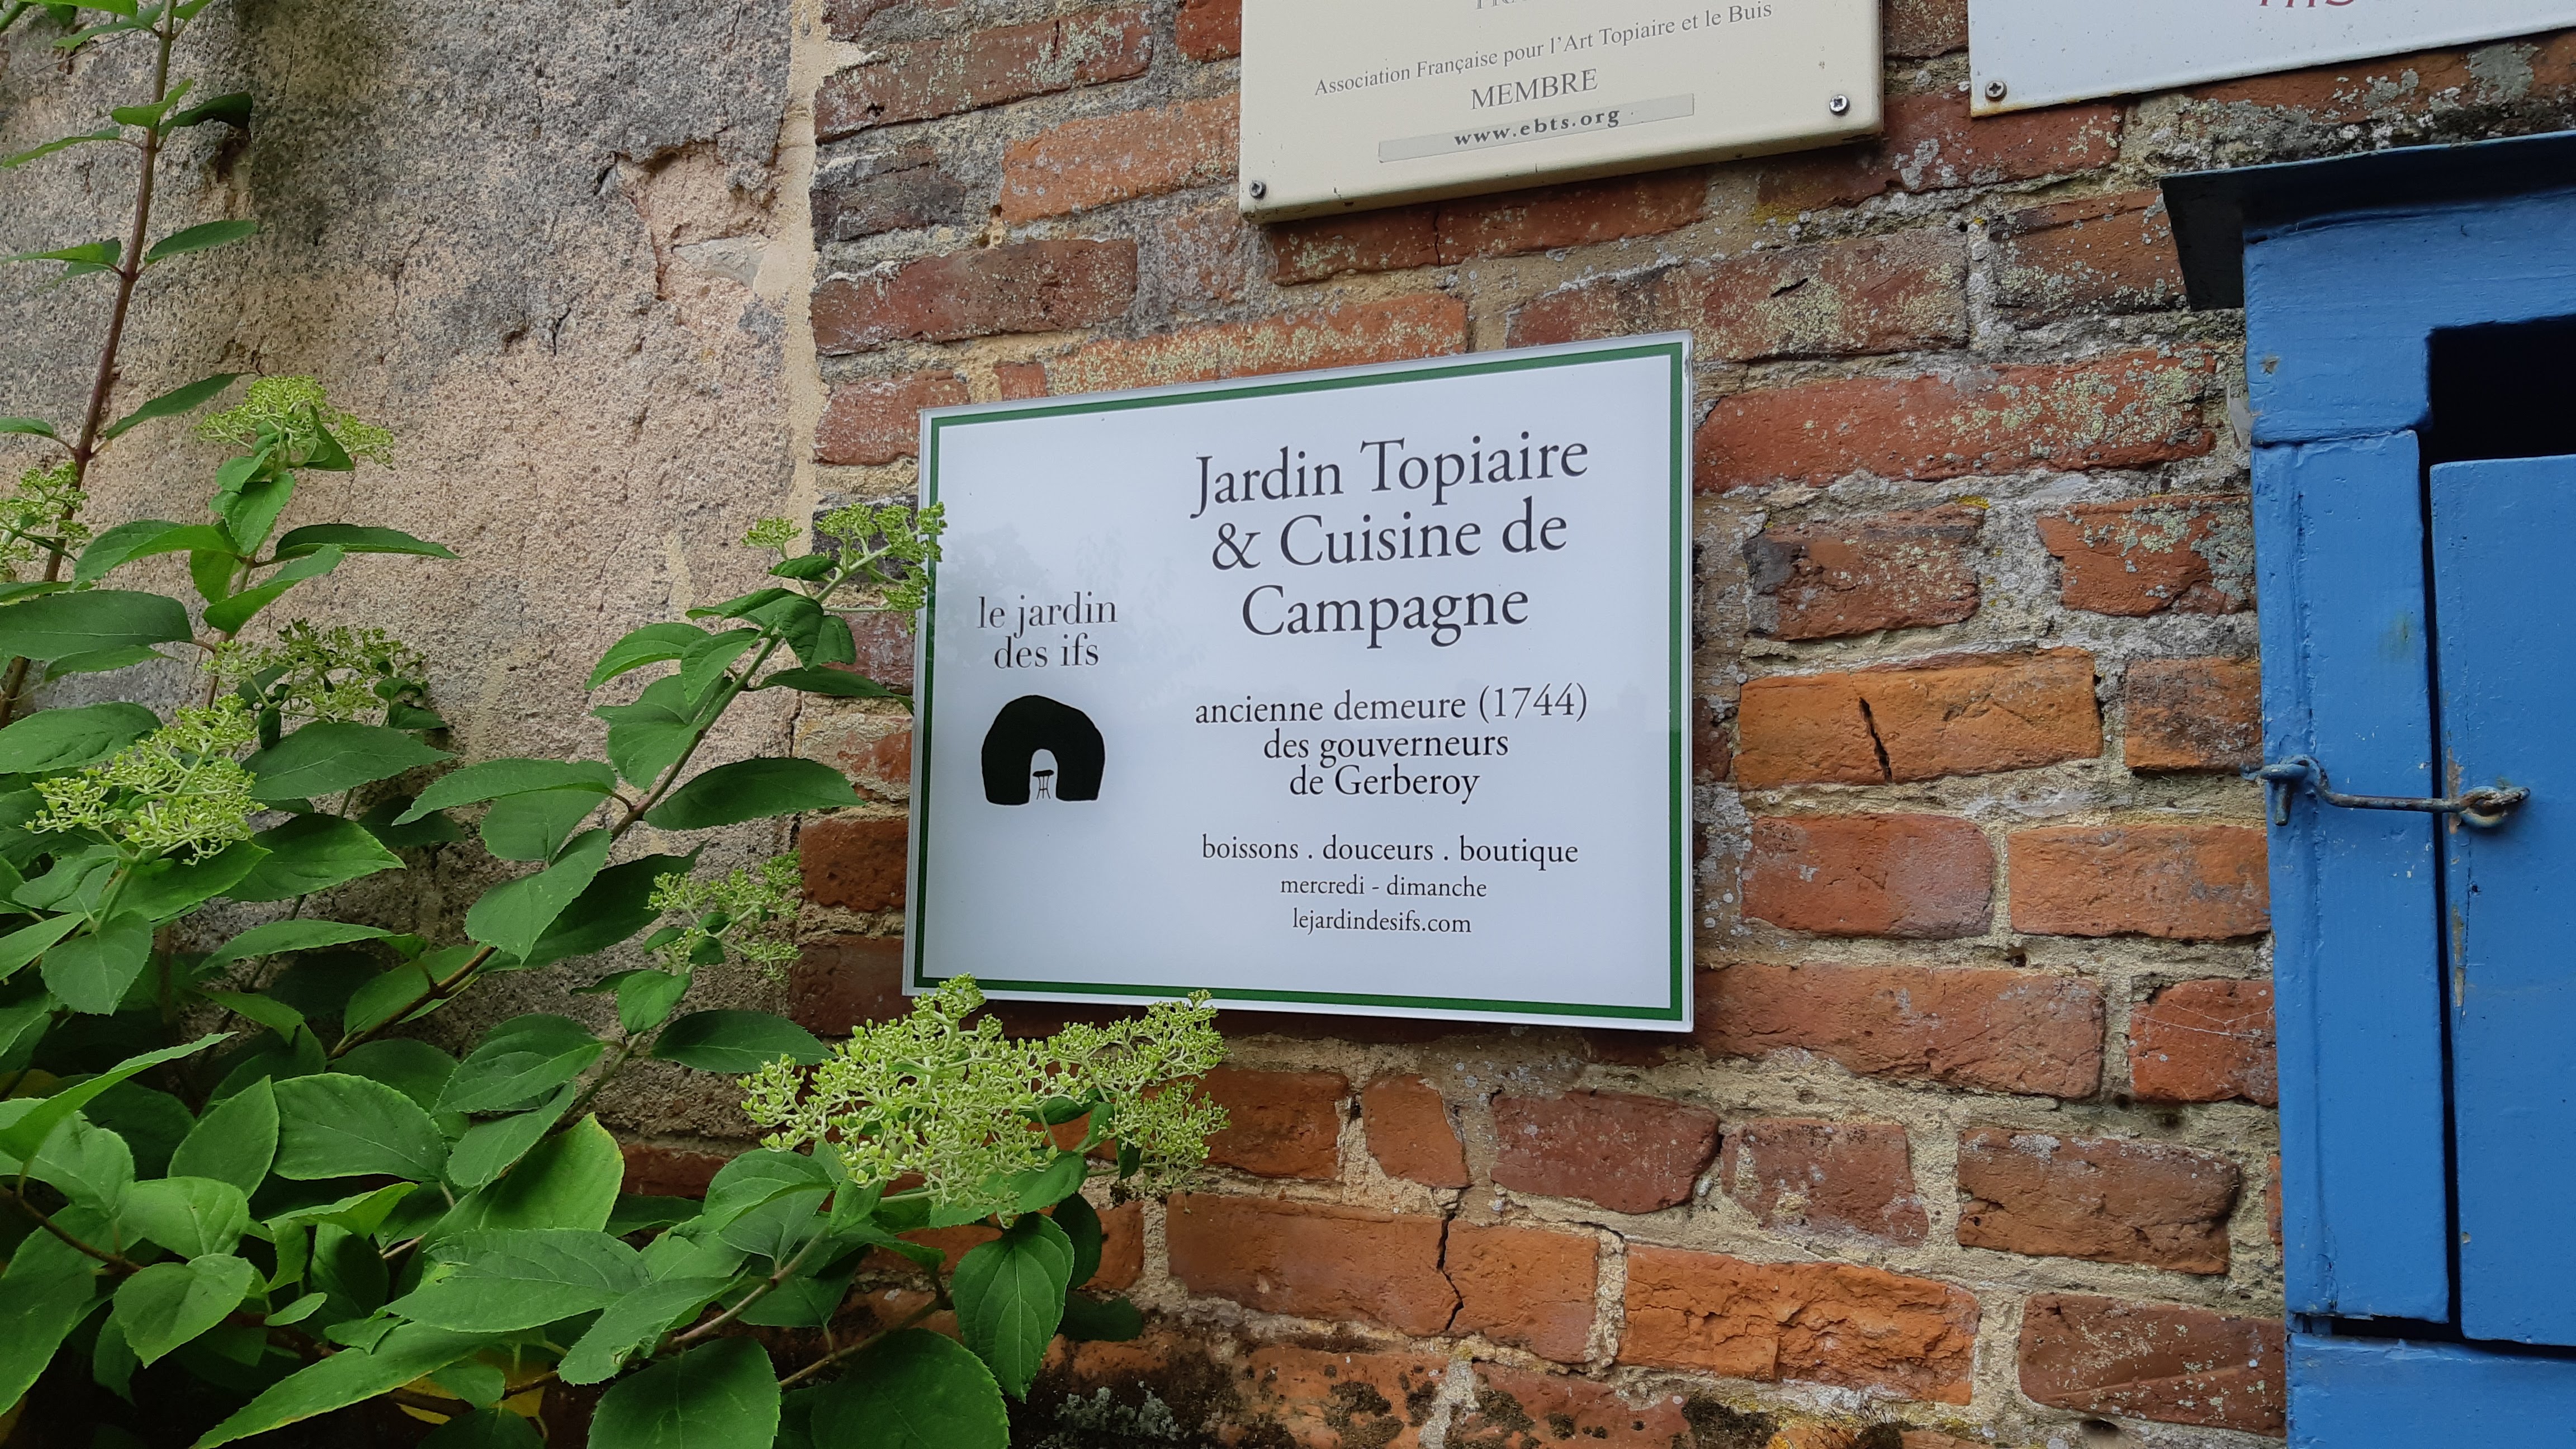 Association Française pour l'Art Topiaire et le Buis
MEMBRE
www.ebts.org
le jardin
des ifs
Jardin Topiaire
& Cuisine de
Campagne
ancienne demeure (1744)
des gouverneurs
de Gerberoy
boissons . douceurs . boutique
mercredi - dimanche
lejardindesifs.com